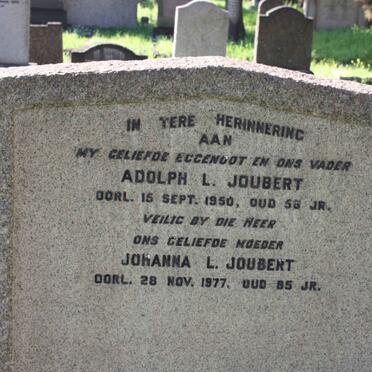 IN TERE HERINNERING
AAN
MY GELIEFDE EGGENOOT EN ONS VADER
ADOLPH L. JOUBERT
OORL. 15 SEPT. 1950, OUD 56 JR.
VEILIG BY DIE HEER
ONS GELIEFDE MOEDER
JOHANNA L. JOUBERT
OORL. 28 NOV. 1977, OUD 85 JR.